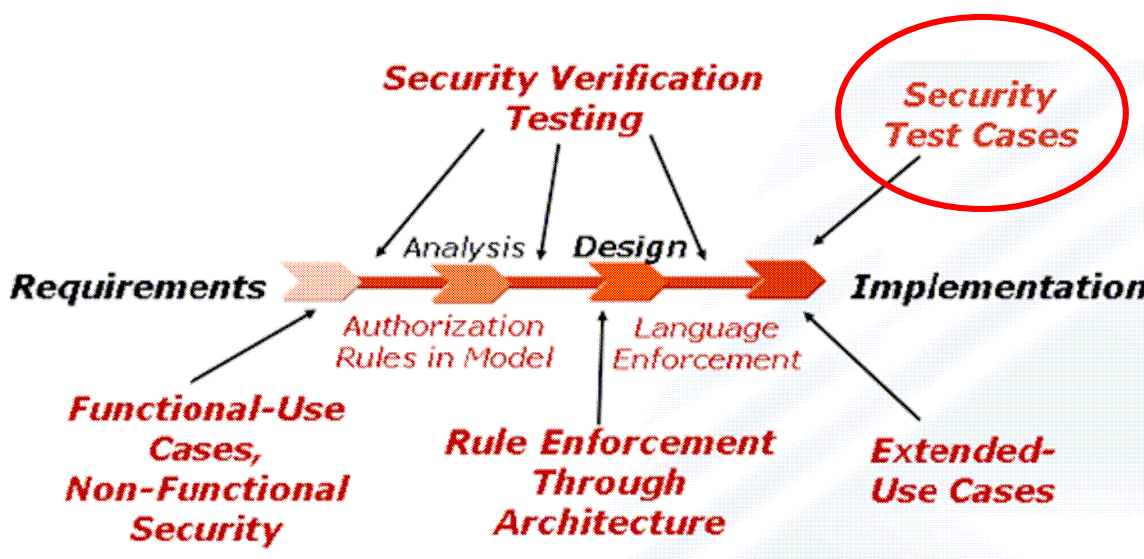 Security Verification
Testing
Security
Test Cases
Analysis
Design
Requirements
Implementation
Authorization
Rules in Model
Language
Enforcement
Functional-Use
Cases,
Non-Functional
Security
Rule Enforcement
Through
Architecture
Extended-
Use Cases